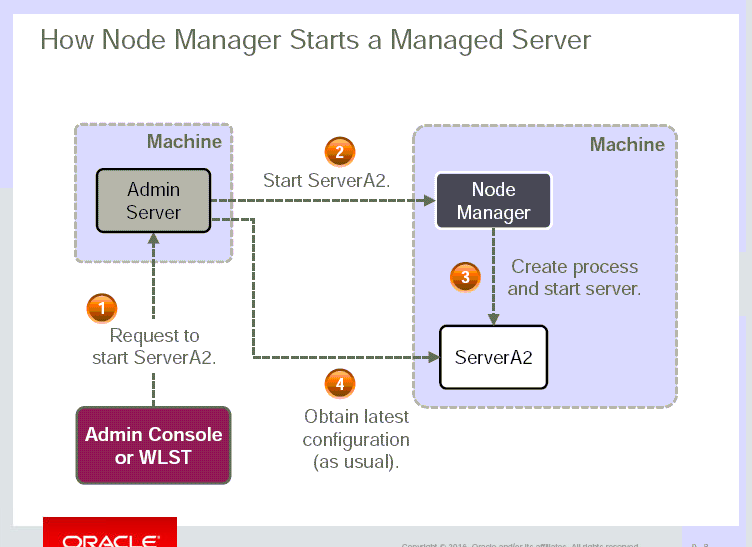 How Node Manager Starts a Managed Server
Machine
Admin
Server
2
Start ServerA2.
Machine
Node
Manager
3
Create process
and start server.
1
Request to
start ServerA2.
ServerA2
4
Obtain latest
configuration
(as usual).
Admin Console
or WLST
ORACLE